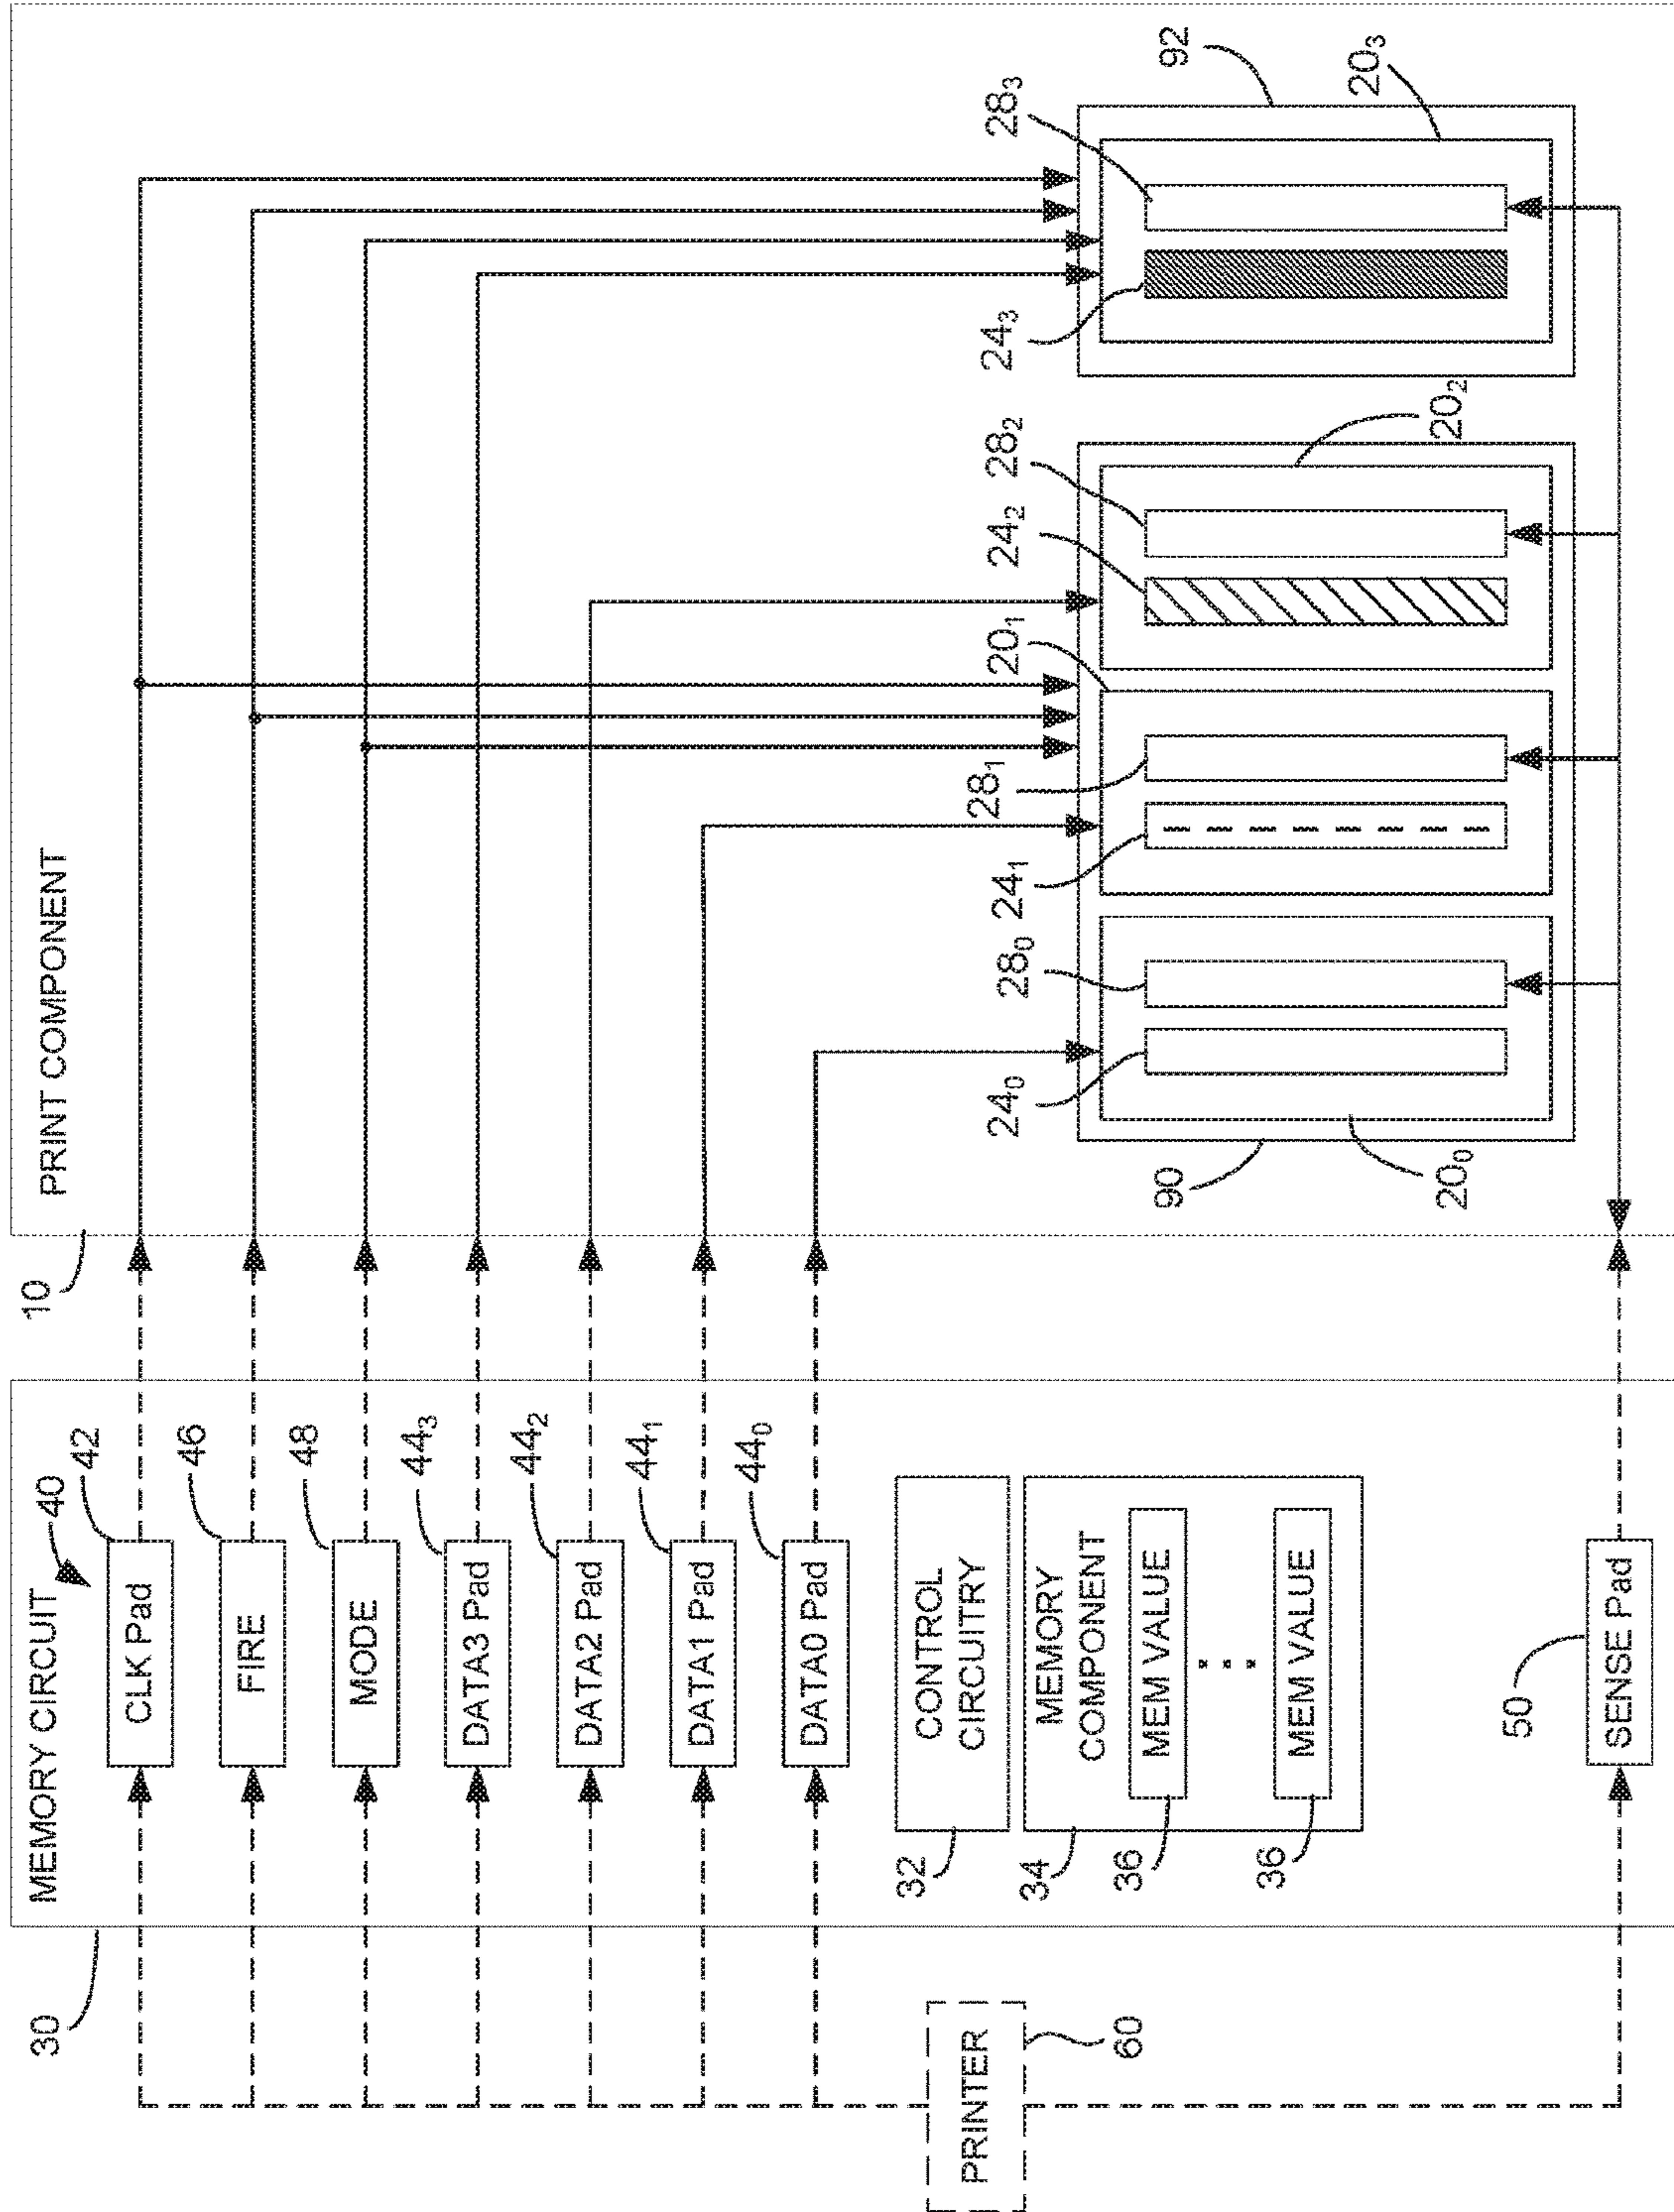 PRINT COMPONENT
10
92
20₃
28₃
24₃
20₂
28₂
24₂
20₁
28₁
24₁
28₀
24₀
20₀
90
MEMORY CIRCUIT
30
40
42
CLK Pad
46
FIRE
48
MODE
44₃
DATA3 Pad
44₂
DATA2 Pad
44₁
DATA1 Pad
44₀
DATA0 Pad
CONTROL
CIRCUITRY
32
MEMORY
COMPONENT
34
MEM VALUE
36
MEM VALUE
36
50
SENSE Pad
PRINTER
60